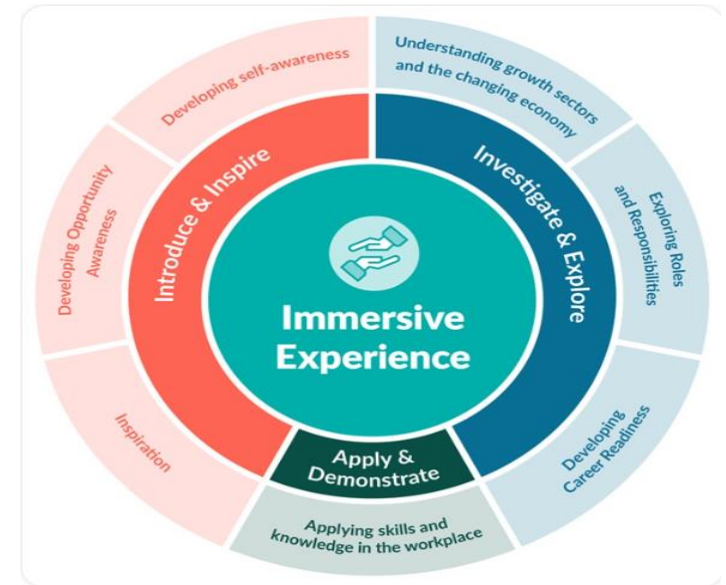 Developing self-awareness
Understanding growth sectors
and the changing economy
Developing Opportunity
Awareness
Introduce & Inspire
Investigate & Explore
Exploring Roles
and Responsibilities
Immersive
Experience
Inspiration
Apply &
Demonstrate
Developing
Career Readiness
Applying skills and
knowledge in the workplace